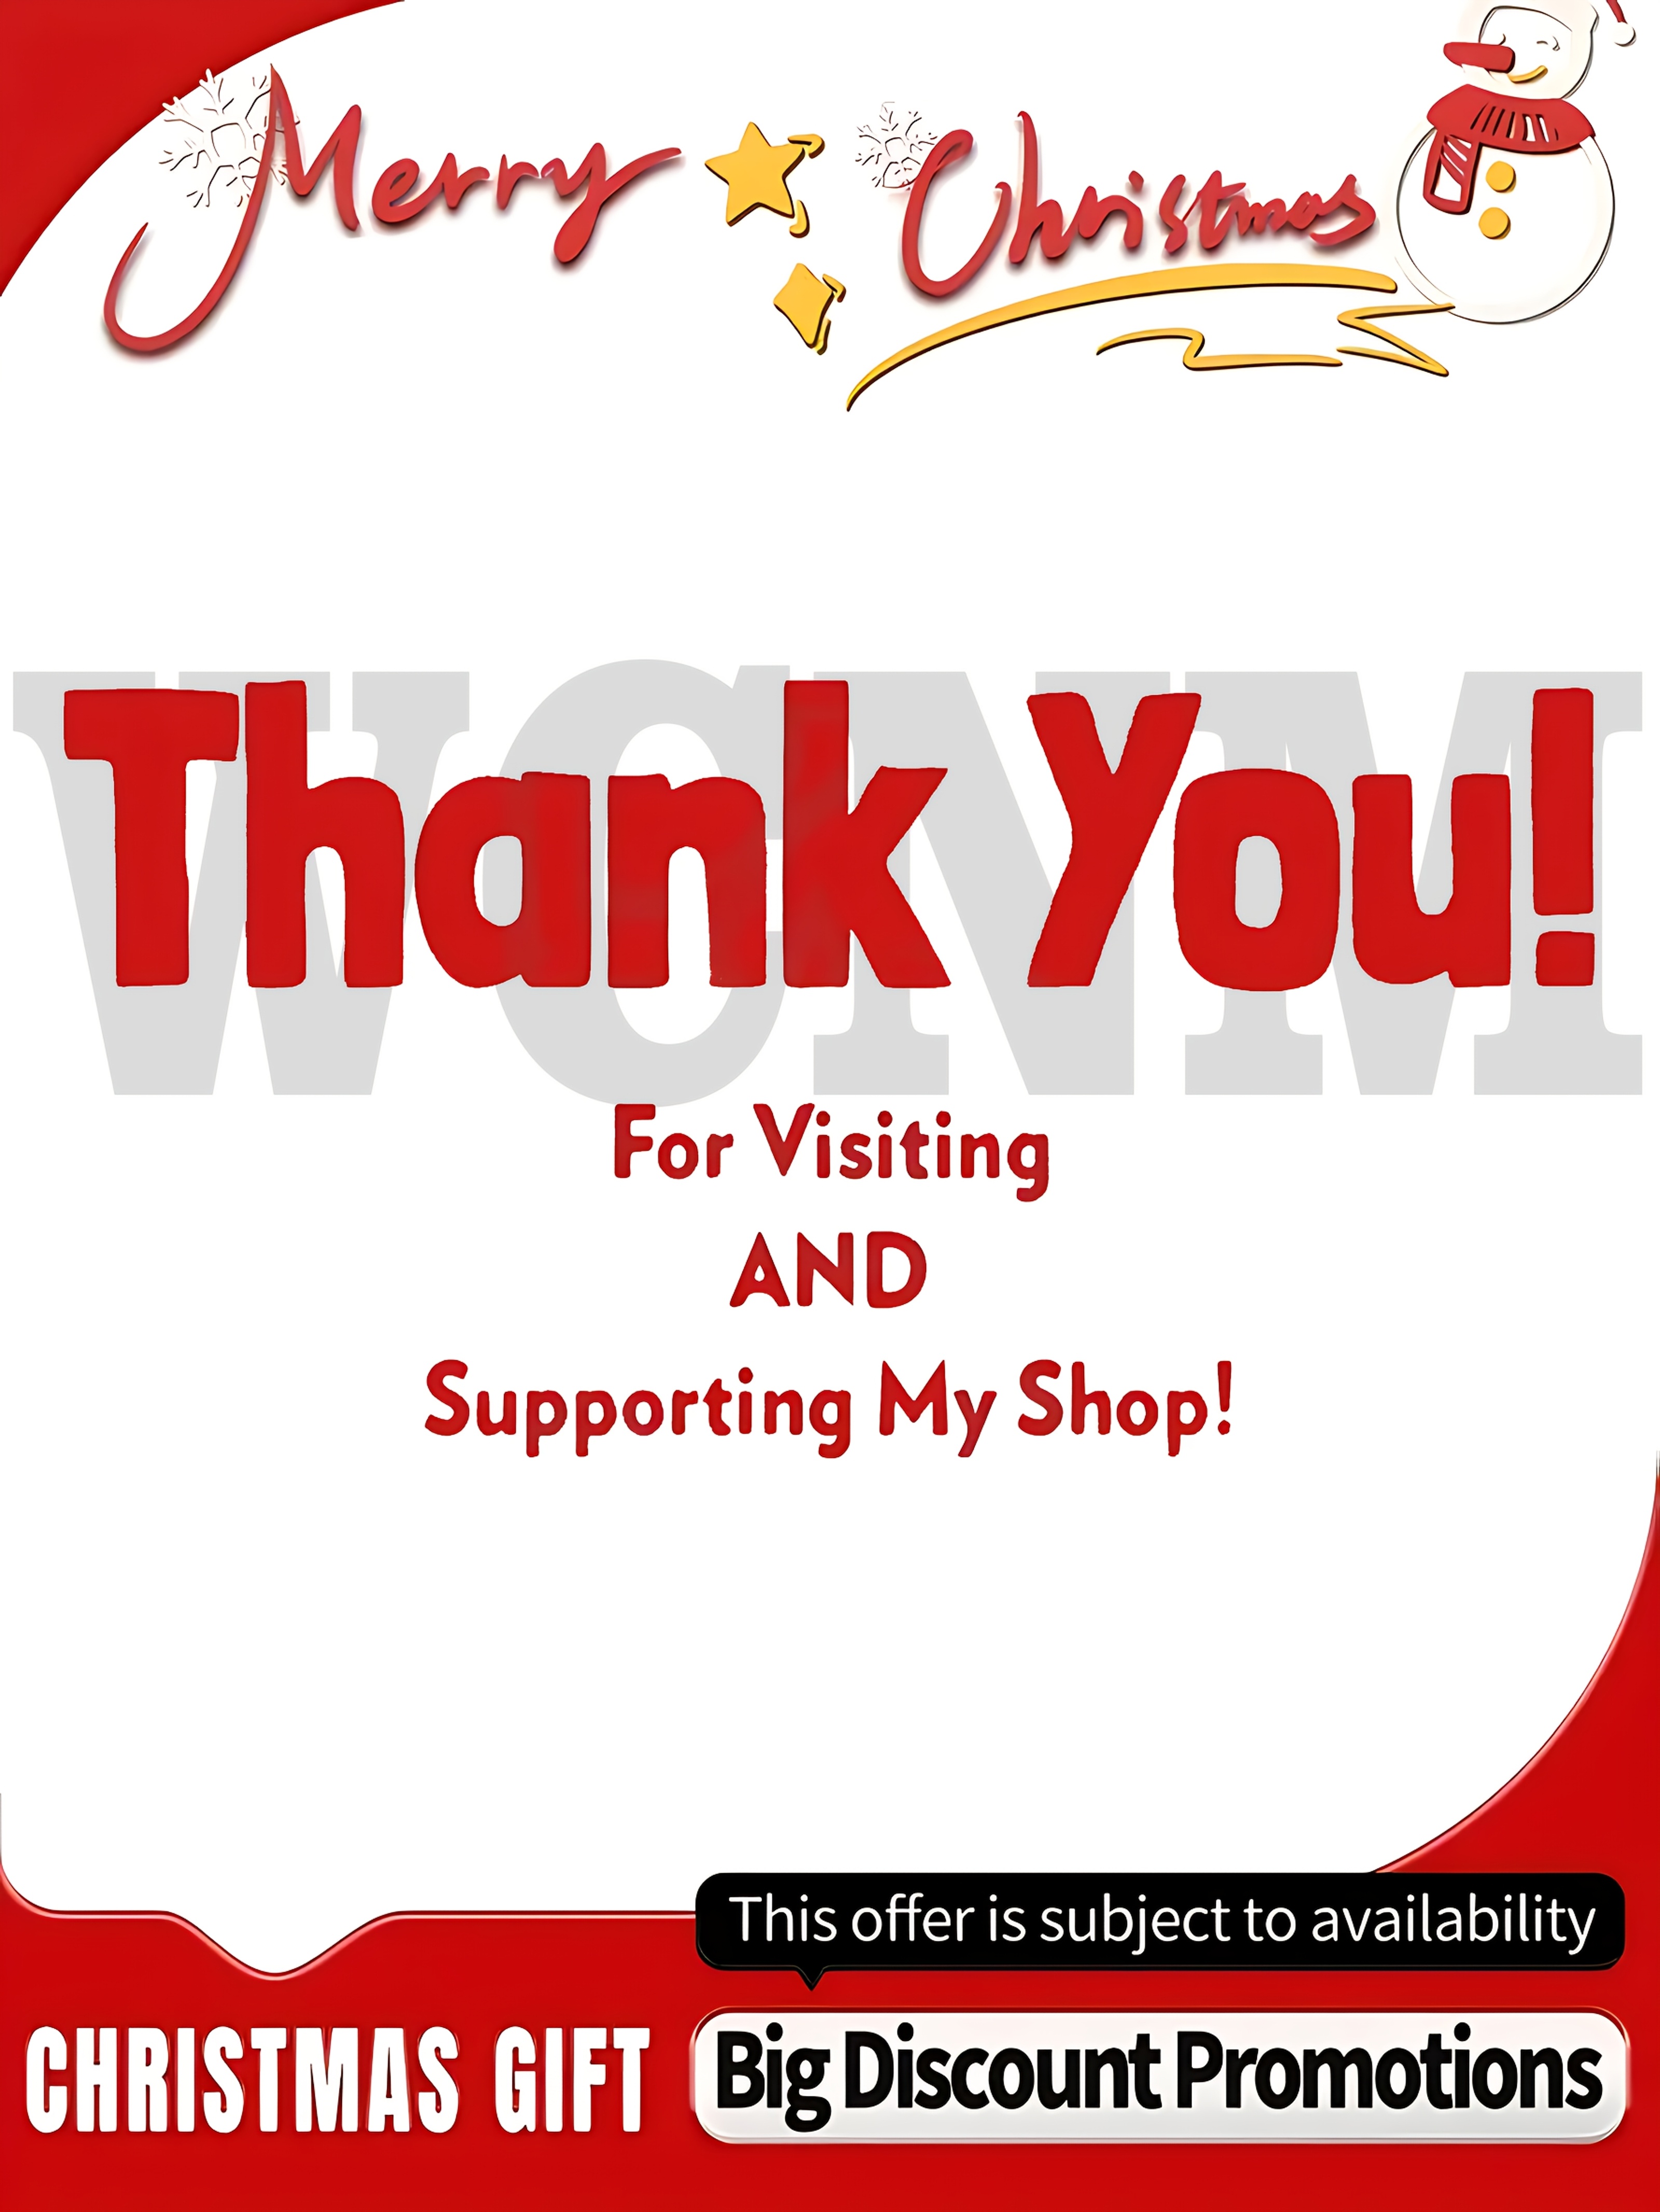 Merry Christmas
WCNM
Thank You!
For Visiting
AND
Supporting My Shop!
This offer is subject to availability
CHRISTMAS GIFT
Big Discount Promotions